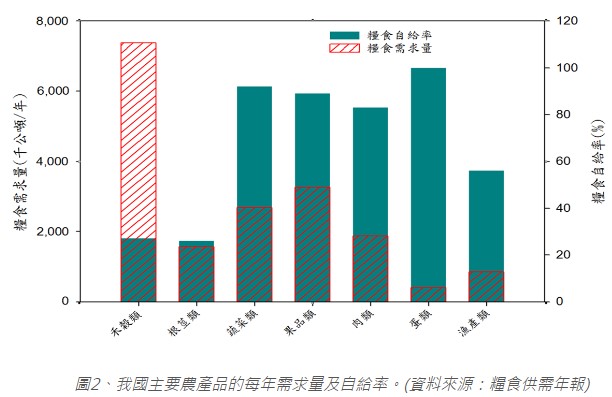 糧食自給率
糧食需求量
糧食需求量(千公噸/年)
8,000
6,000
4,000
2,000
0
糧食自給率(%)
120
100
80
60
40
20
0
禾穀類
根莖類
蔬菜類
果品類
肉類
蛋類
漁產類
圖2、我國主要農產品的每年需求量及自給率。(資料來源：糧食供需年報)